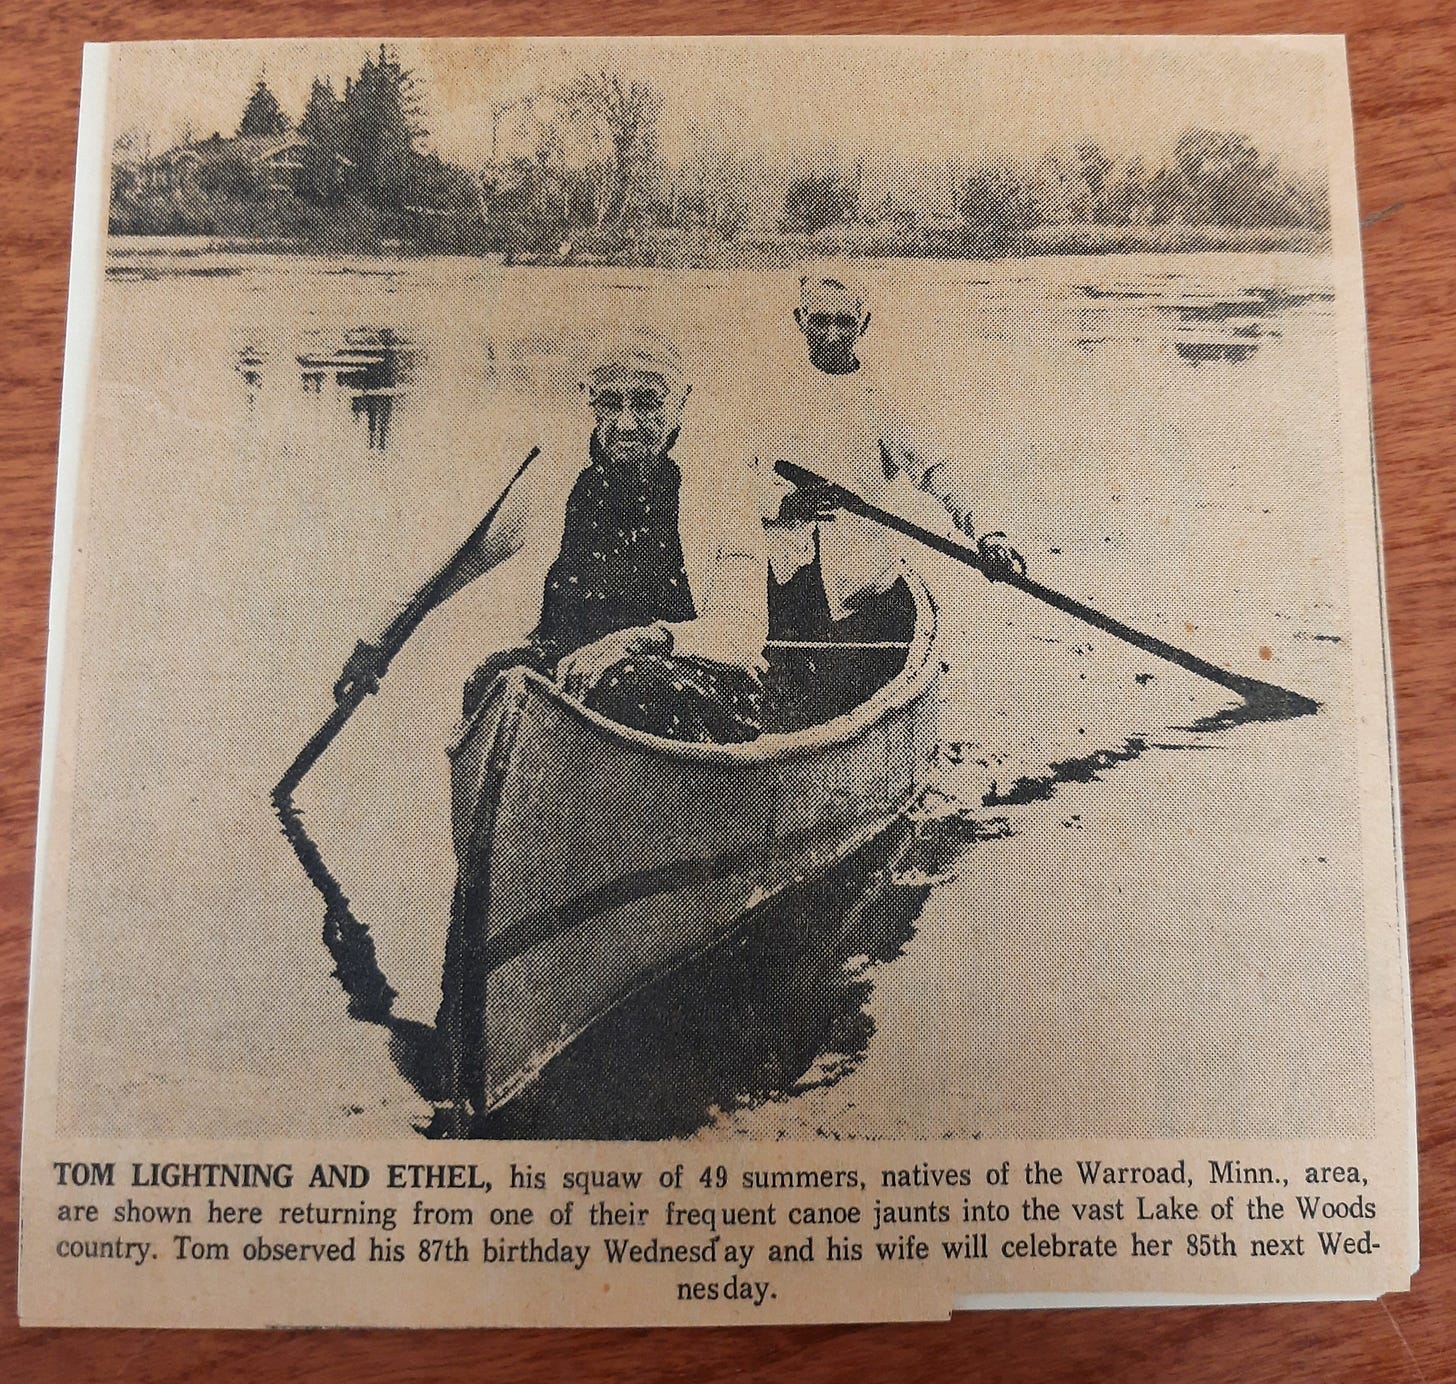 TOM LIGHTNING AND ETHEL, his squaw of 49 summers, natives of the Warroad, Minn., area,
are shown here returning from one of their frequent canoe jaunts into the vast Lake of the Woods
country. Tom observed his 87th birthday Wednesday and his wife will celebrate her 85th next Wed-
nesday.